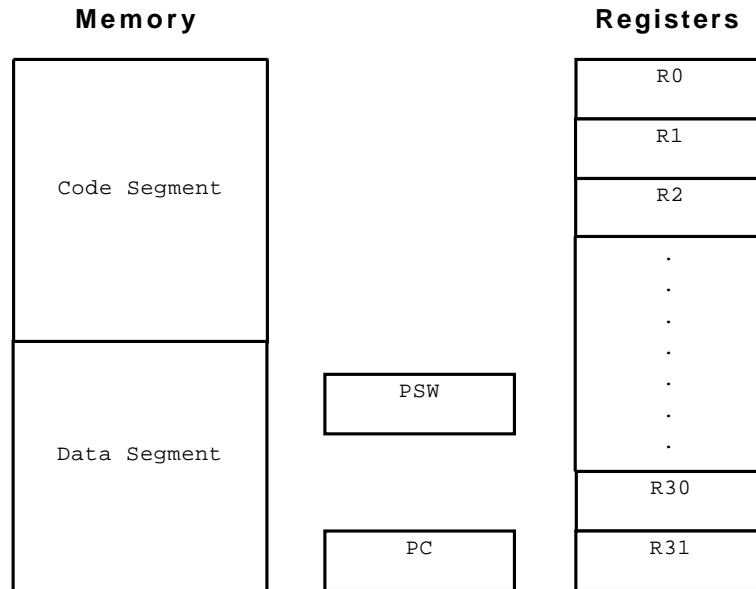 Memory
Registers
Code Segment
Data Segment
PSW
PC
R0
R1
R2
.
.
.
.
.
.
.
R30
R31